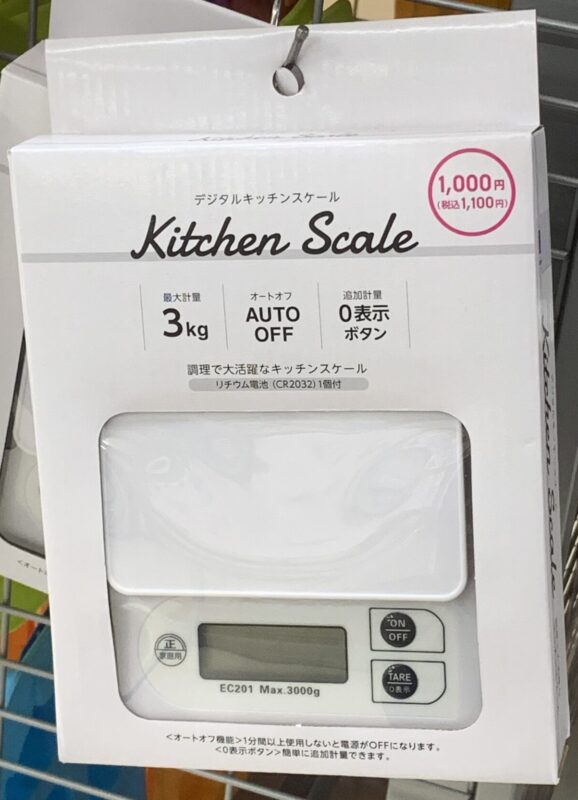 Kitchen Scale
1,000円
(税込1,100円)
デジタルキッチンスケール
Kitchen Scale
最大計量
3kg
オートオフ
AUTO
OFF
追加計量
0表示
ボタン
調理で大活躍なキッチンスケール
リチウム電池(CR2032)1個付
正
家庭用
EC201 Max.3000g
ON
OFF
TARE
0表示
<オートオフ機能>1分間以上使用しないと電源がOFFになります。
<0表示ボタン>簡単に追加計量できます。
Kitchen Scale
<オート